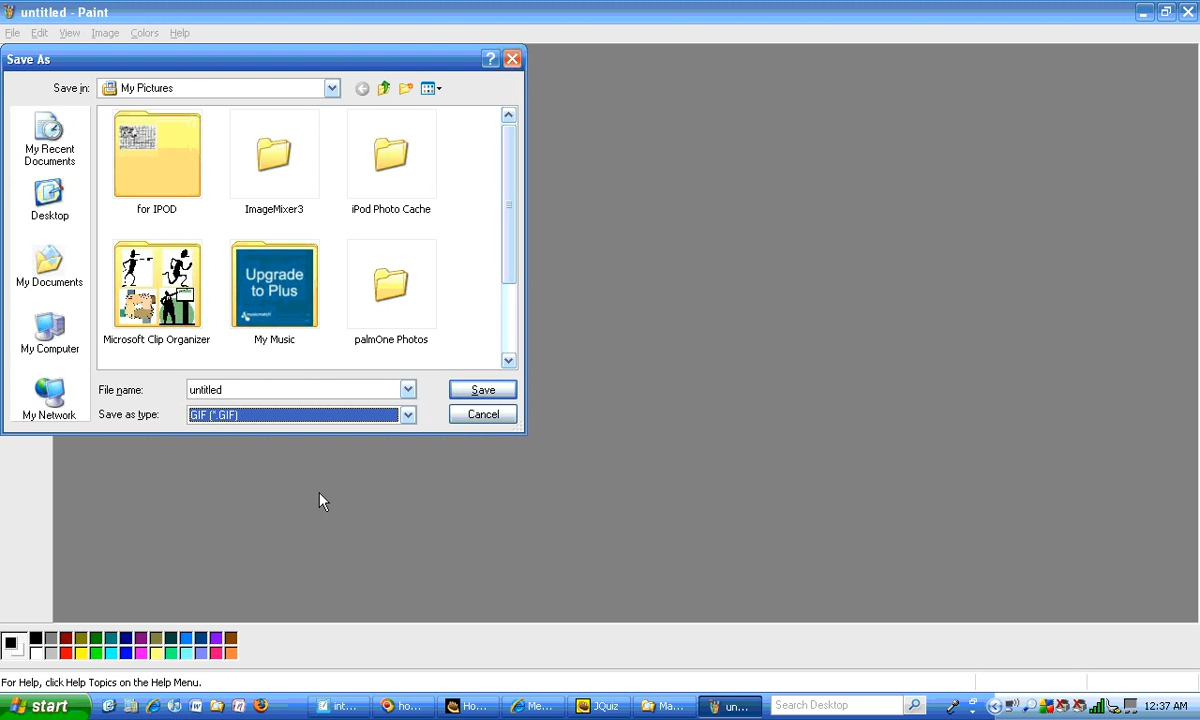 untitled - Paint
File Edit View Image Colors Help
Save As
Save in: My Pictures
My Recent
Documents
Desktop
My Documents
My Computer
My Network
for IPOD
ImageMixer3
iPod Photo Cache
Upgrade
to Plus
musicmatch
Microsoft Clip Organizer
My Music
palmOne Photos
File name: untitled
Save
Save as type: GIF (*.GIF)
Cancel
For Help, click Help Topics on the Help Menu.
start int... ho... Ho... Me... JQuiz Ma... un... Search Desktop 12:37 AM